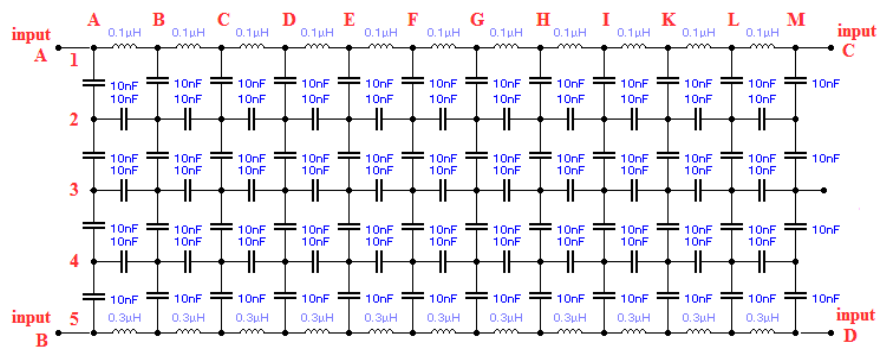 A B C D E F G H I K L M
input 0.1µH 0.1µH 0.1µH 0.1µH 0.1µH 0.1µH 0.1µH 0.1µH 0.1µH 0.1µH 0.1µH input
A 1 C
10nF 10nF 10nF 10nF 10nF 10nF 10nF 10nF 10nF 10nF 10nF 10nF
10nF 10nF 10nF 10nF 10nF 10nF 10nF 10nF 10nF 10nF 10nF
2
10nF 10nF 10nF 10nF 10nF 10nF 10nF 10nF 10nF 10nF 10nF 10nF
10nF 10nF 10nF 10nF 10nF 10nF 10nF 10nF 10nF 10nF 10nF
3
10nF 10nF 10nF 10nF 10nF 10nF 10nF 10nF 10nF 10nF 10nF 10nF
10nF 10nF 10nF 10nF 10nF 10nF 10nF 10nF 10nF 10nF 10nF
4
10nF 10nF 10nF 10nF 10nF 10nF 10nF 10nF 10nF 10nF 10nF 10nF
input 5 0.3µH 0.3µH 0.3µH 0.3µH 0.3µH 0.3µH 0.3µH 0.3µH 0.3µH 0.3µH 0.3µH input
B D